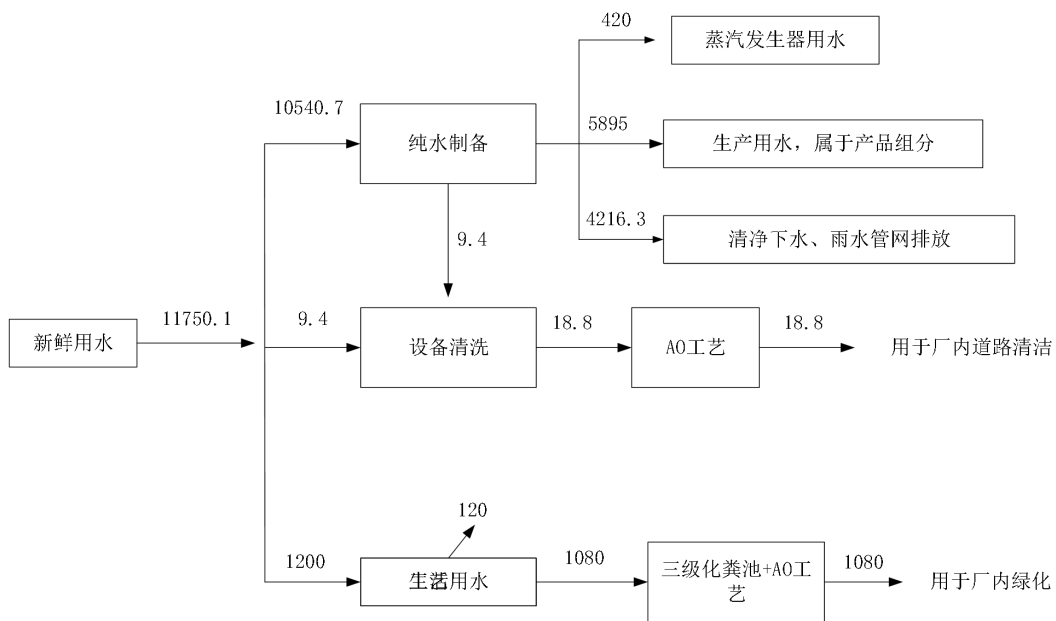 420
蒸汽发生器用水
10540.7
纯水制备
5895
生产用水，属于产品组分
4216.3
清净下水、雨水管网排放
9.4
新鲜用水
11750.1
9.4
设备清洗
18.8
AO工艺
18.8
用于厂内道路清洁
120
1200
用水
1080
三级化粪池+AO工
艺
1080
用于厂内绿化